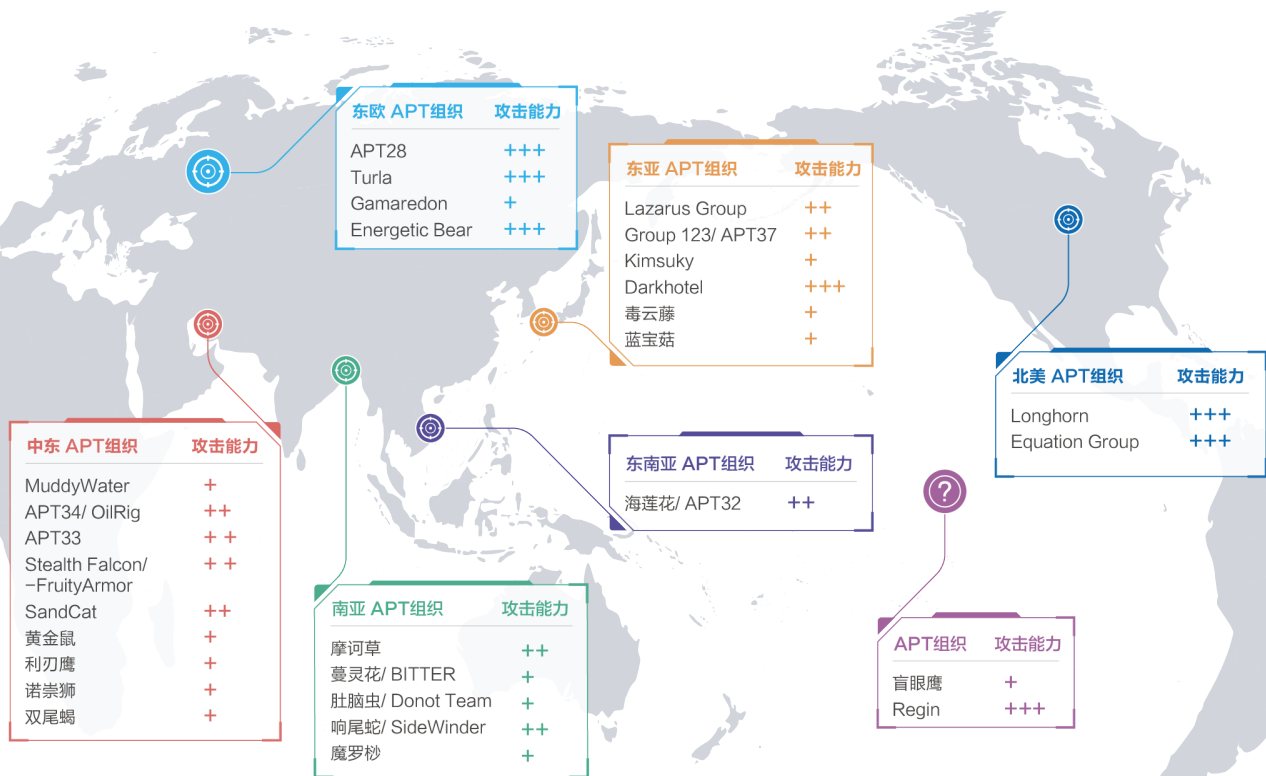 东欧 APT组织 攻击能力
APT28 +++
Turla +++
Gamaredon +
Energetic Bear +++
东亚 APT组织 攻击能力
Lazarus Group ++
Group 123/ APT37 ++
Kimsuky +
Darkhotel +++
毒云藤 +
蓝宝菇 +
北美 APT组织 攻击能力
Longhorn +++
Equation Group +++
中东 APT组织 攻击能力
MuddyWater +
APT34/ OilRig ++
APT33 + +
Stealth Falcon/ + +
–FruityArmor
SandCat ++
黄金鼠 +
利刃鹰 +
诺崇狮 +
双尾蝎 +
东南亚 APT组织 攻击能力
海莲花/ APT32 ++
南亚 APT组织 攻击能力
摩诃草 ++
蔓灵花/ BITTER +
肚脑虫/ Donot Team +
响尾蛇/ SideWinder ++
魔罗桫 +
?
APT组织 攻击能力
盲眼鹰 +
Regin +++